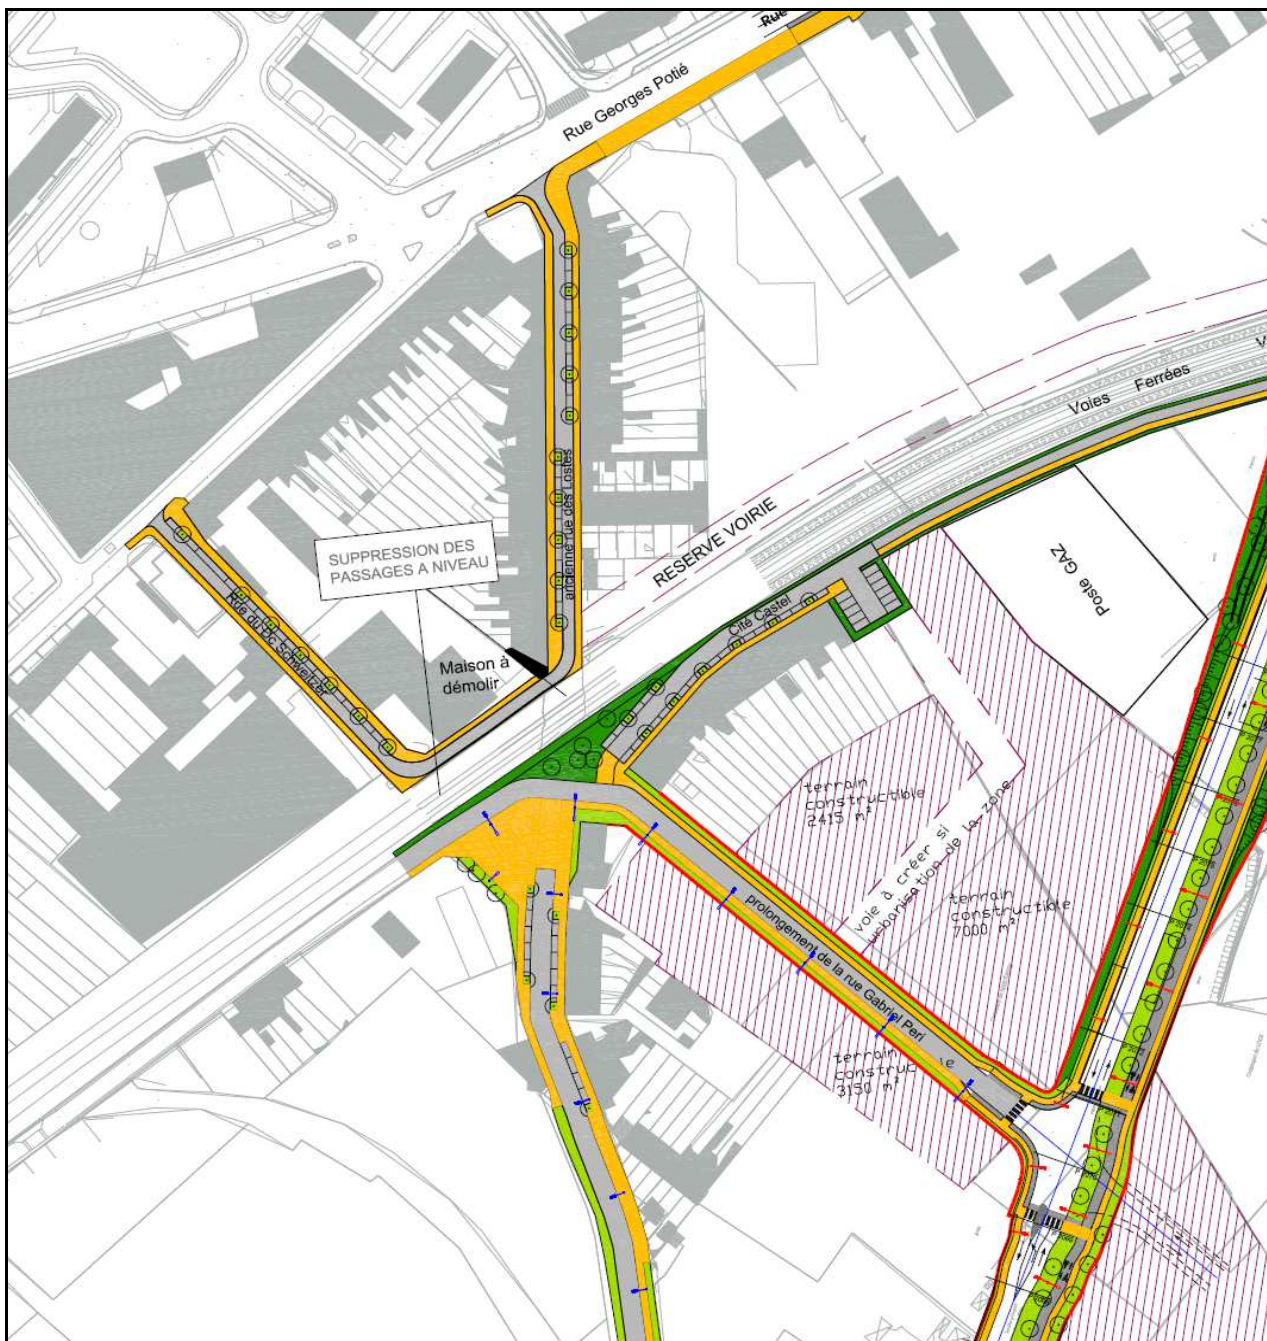 Rue
Rue Georges Potié
Voies Ferrées
V
ancienne rue des Lostes
RESERVE VOIRIE
SUPPRESSION DES
PASSAGES A NIVEAU
Poste GAZ
Rue du Dc Schweitzer
Cité Castel
Maison à
démolir
terrain
constructible
2415 m²
voie à créer si
urbanisation de la zone
terrain
constructible
7000 m²
prolongement de la rue Gabriel Peri
terrain
3150 m²